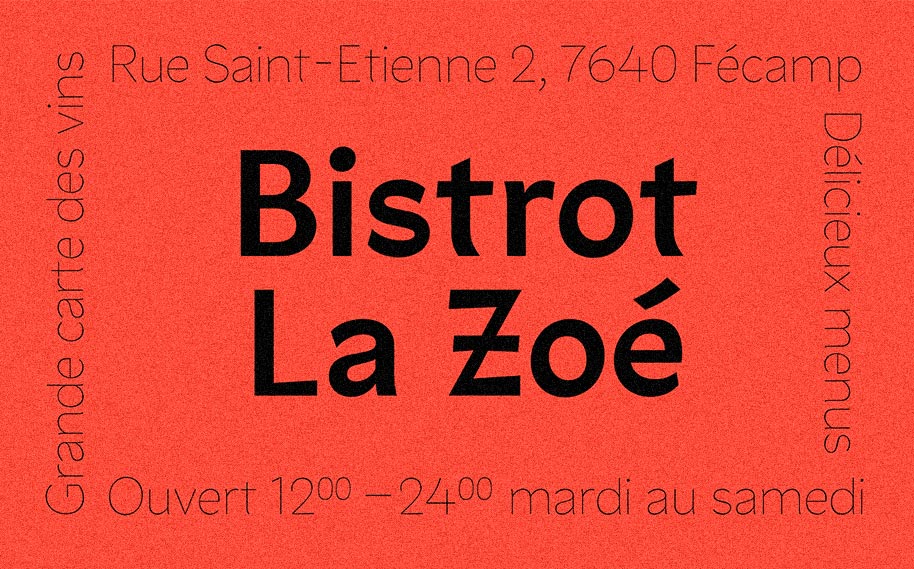 Rue Saint-Etienne 2, 7640 Fécamp
Grande carte des vins
Bistrot
La Zoé
Délicieux menus
Ouvert 12⁰⁰ – 24⁰⁰ mardi au samedi